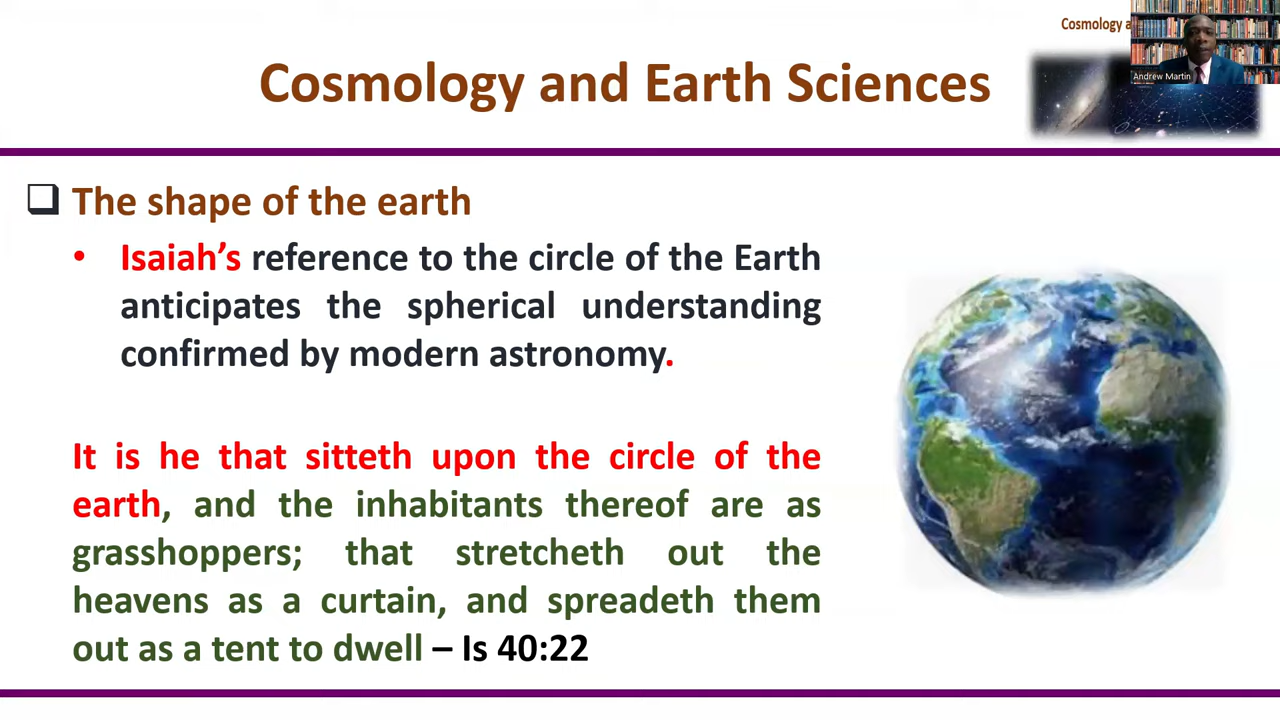 Cosmology a
Andrew Martin
Cosmology and Earth Sciences
❑ The shape of the earth
• Isaiah’s reference to the circle of the Earth
anticipates the spherical understanding
confirmed by modern astronomy.
It is he that sitteth upon the circle of the
earth, and the inhabitants thereof are as
grasshoppers; that stretcheth out the
heavens as a curtain, and spreadeth them
out as a tent to dwell – Is 40:22